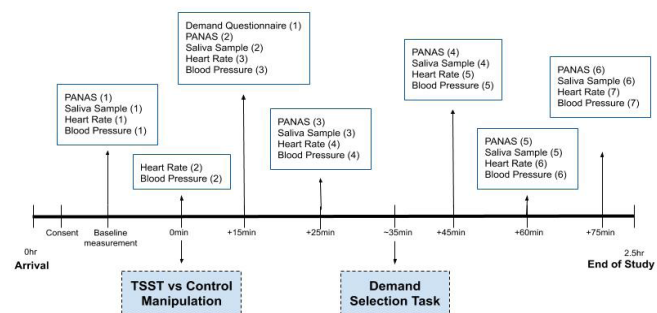 Demand Questionnaire (1)
PANAS (2)
Saliva Sample (2)
Heart Rate (3)
Blood Pressure (3)
PANAS (4)
Saliva Sample (4)
Heart Rate (5)
Blood Pressure (5)
PANAS (6)
Saliva Sample (6)
Heart Rate (7)
Blood Pressure (7)
PANAS (1)
Saliva Sample (1)
Heart Rate (1)
Blood Pressure (1)
PANAS (3)
Saliva Sample (3)
Heart Rate (4)
Blood Pressure (4)
PANAS (5)
Saliva Sample (5)
Heart Rate (6)
Blood Pressure (6)
Heart Rate (2)
Blood Pressure (2)
0hr
Arrival
Consent
Baseline
measurement
0min
+15min
+25min
~35min
+45min
+60min
+75min
2.5hr
End of Study
TSST vs Control
Manipulation
Demand
Selection Task